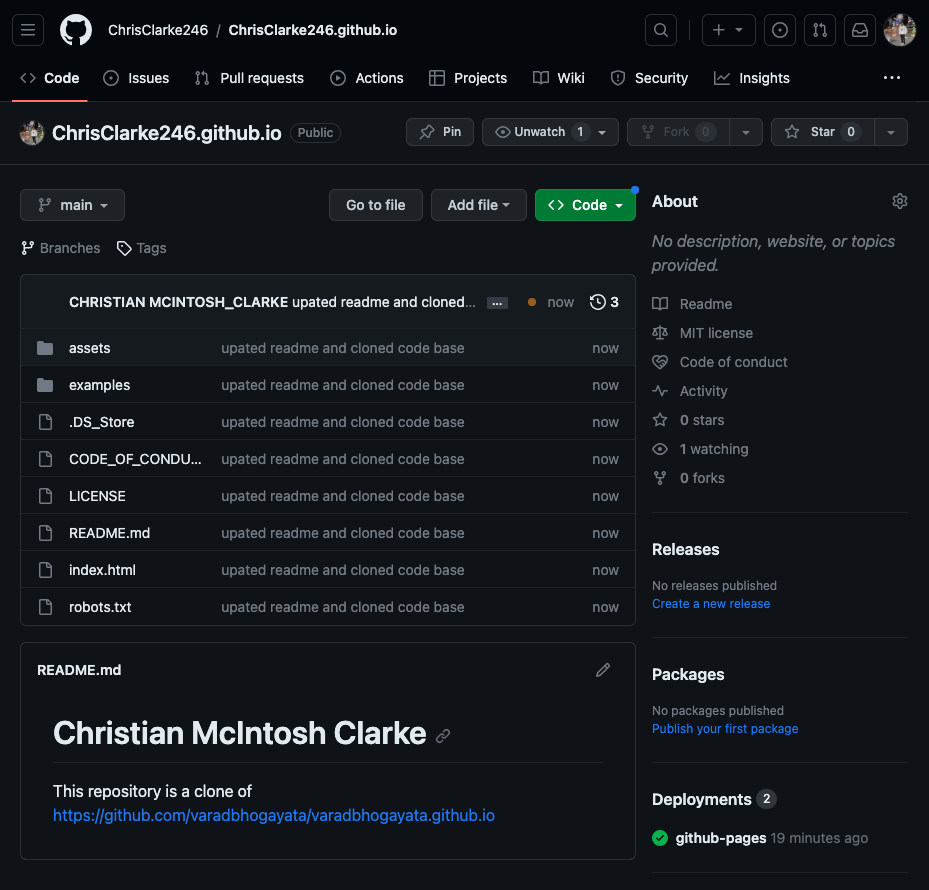 ChrisClarke246 / ChrisClarke246.github.io
Code Issues Pull requests Actions Projects Wiki Security Insights ...
ChrisClarke246.github.io Public Pin Unwatch 1 Fork 0 Star 0
main Go to file Add file Code
Branches Tags
CHRISTIAN MCINTOSH_CLARKE upated readme and cloned... ... now 3
assets upated readme and cloned code base now
examples upated readme and cloned code base now
.DS_Store upated readme and cloned code base now
CODE_OF_CONDU... upated readme and cloned code base now
LICENSE upated readme and cloned code base now
README.md upated readme and cloned code base now
index.html upated readme and cloned code base now
robots.txt upated readme and cloned code base now
README.md
Christian McIntosh Clarke
This repository is a clone of
https://github.com/varadbhogayata/varadbhogayata.github.io
About
No description, website, or topics
provided.
Readme
MIT license
Code of conduct
Activity
0 stars
1 watching
0 forks
Releases
No releases published
Create a new release
Packages
No packages published
Publish your first package
Deployments 2
github-pages 19 minutes ago